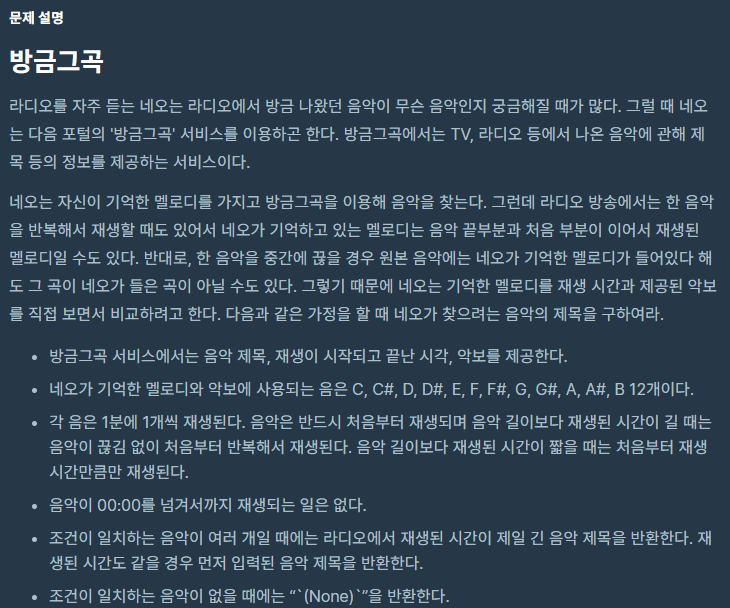 문제 설명
방금그곡
라디오를 자주 듣는 네오는 라디오에서 방금 나왔던 음악이 무슨 음악인지 궁금해질 때가 많다. 그럴 때 네오
는 다음 포털의 '방금그곡' 서비스를 이용하곤 한다. 방금그곡에서는 TV, 라디오 등에서 나온 음악에 관해 제
목 등의 정보를 제공하는 서비스이다.
네오는 자신이 기억한 멜로디를 가지고 방금그곡을 이용해 음악을 찾는다. 그런데 라디오 방송에서는 한 음악
을 반복해서 재생할 때도 있어서 네오가 기억하고 있는 멜로디는 음악 끝부분과 처음 부분이 이어서 재생된
멜로디일 수도 있다. 반대로, 한 음악을 중간에 끊을 경우 원본 음악에는 네오가 기억한 멜로디가 들어있다 해
도 그 곡이 네오가 들은 곡이 아닐 수도 있다. 그렇기 때문에 네오는 기억한 멜로디를 재생 시간과 제공된 악보
를 직접 보면서 비교하려고 한다. 다음과 같은 가정을 할 때 네오가 찾으려는 음악의 제목을 구하여라.
• 방금그곡 서비스에서는 음악 제목, 재생이 시작되고 끝난 시각, 악보를 제공한다.
• 네오가 기억한 멜로디와 악보에 사용되는 음은 C, C#, D, D#, E, F, F#, G, G#, A, A#, B 12개이다.
• 각 음은 1분에 1개씩 재생된다. 음악은 반드시 처음부터 재생되며 음악 길이보다 재생된 시간이 길 때는
음악이 끊김 없이 처음부터 반복해서 재생된다. 음악 길이보다 재생된 시간이 짧을 때는 처음부터 재생
시간만큼만 재생된다.
• 음악이 00:00를 넘겨서까지 재생되는 일은 없다.
• 조건이 일치하는 음악이 여러 개일 때에는 라디오에서 재생된 시간이 제일 긴 음악 제목을 반환한다. 재
생된 시간도 같을 경우 먼저 입력된 음악 제목을 반환한다.
• 조건이 일치하는 음악이 없을 때에는 “`(None)`”을 반환한다.